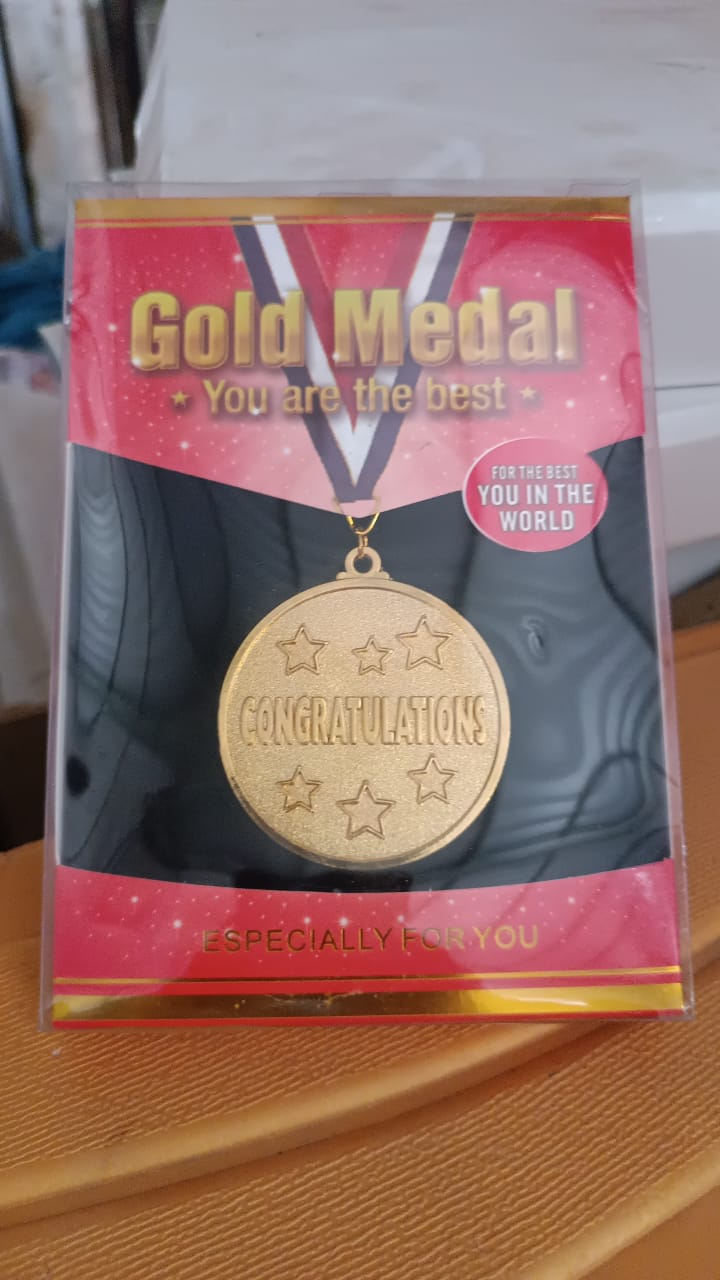 Gold Medal
You are the best
FOR THE BEST
YOU IN THE
WORLD
CONGRATULATIONS
ESPECIALLY FOR YOU